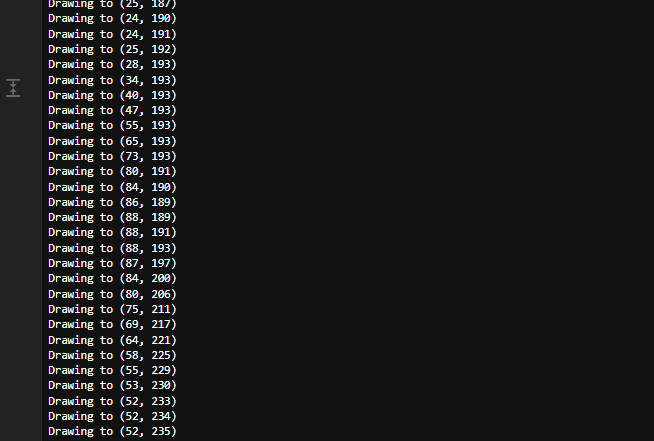 Drawing to (25, 187)
Drawing to (24, 190)
Drawing to (24, 191)
Drawing to (25, 192)
Drawing to (28, 193)
Drawing to (34, 193)
Drawing to (40, 193)
Drawing to (47, 193)
Drawing to (55, 193)
Drawing to (65, 193)
Drawing to (73, 193)
Drawing to (80, 191)
Drawing to (84, 190)
Drawing to (86, 189)
Drawing to (88, 189)
Drawing to (88, 191)
Drawing to (88, 193)
Drawing to (87, 197)
Drawing to (84, 200)
Drawing to (80, 206)
Drawing to (75, 211)
Drawing to (69, 217)
Drawing to (64, 221)
Drawing to (58, 225)
Drawing to (55, 229)
Drawing to (53, 230)
Drawing to (52, 233)
Drawing to (52, 234)
Drawing to (52, 235)